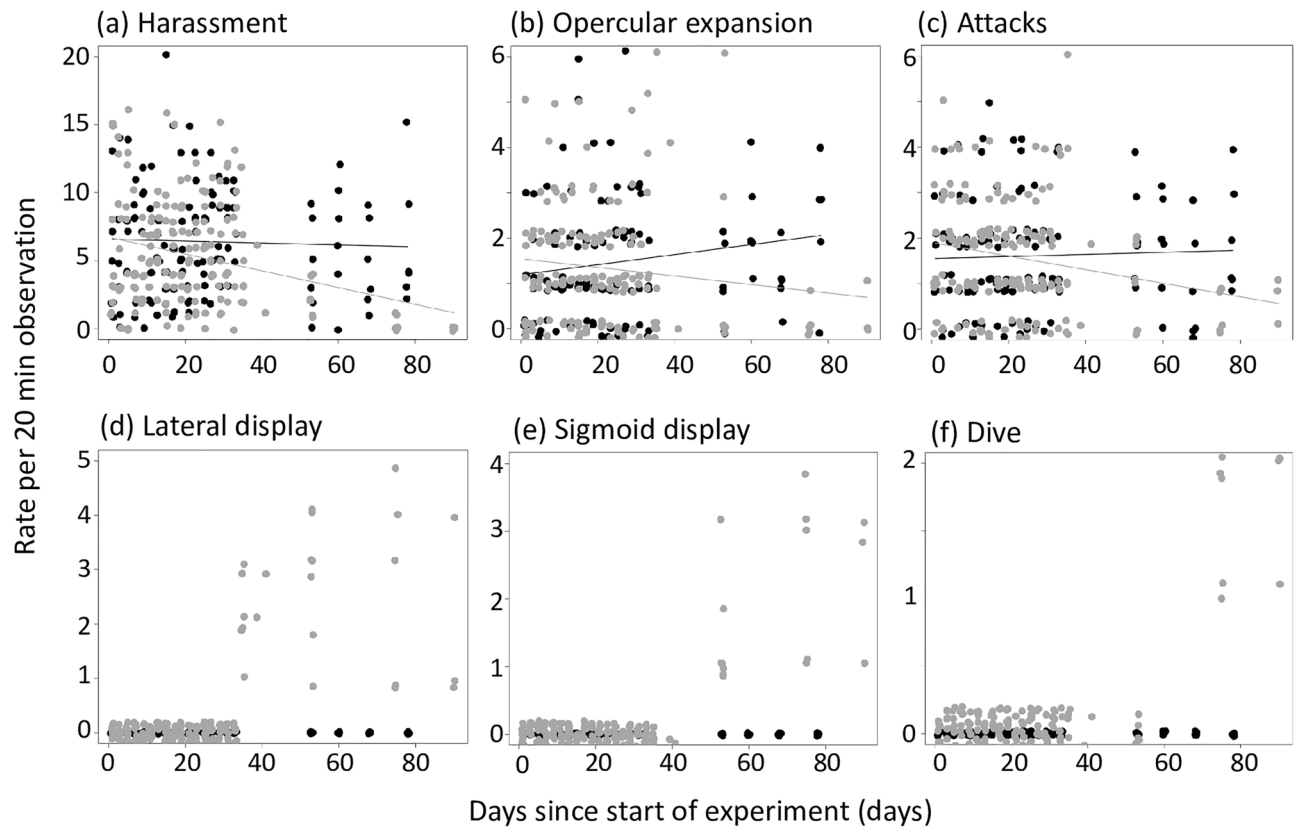 (a) Harassment
(b) Opercular expansion
(c) Attacks
20
15
10
5
0
0 20 40 60 80
6
4
2
0
0 20 40 60 80
6
4
2
0
0 20 40 60 80
Rate per 20 min observation
(d) Lateral display
(e) Sigmoid display
(f) Dive
5
4
3
2
1
0
0 20 40 60 80
4
3
2
1
0
0 20 40 60 80
2
1
0
0 20 40 60 80
Days since start of experiment (days)